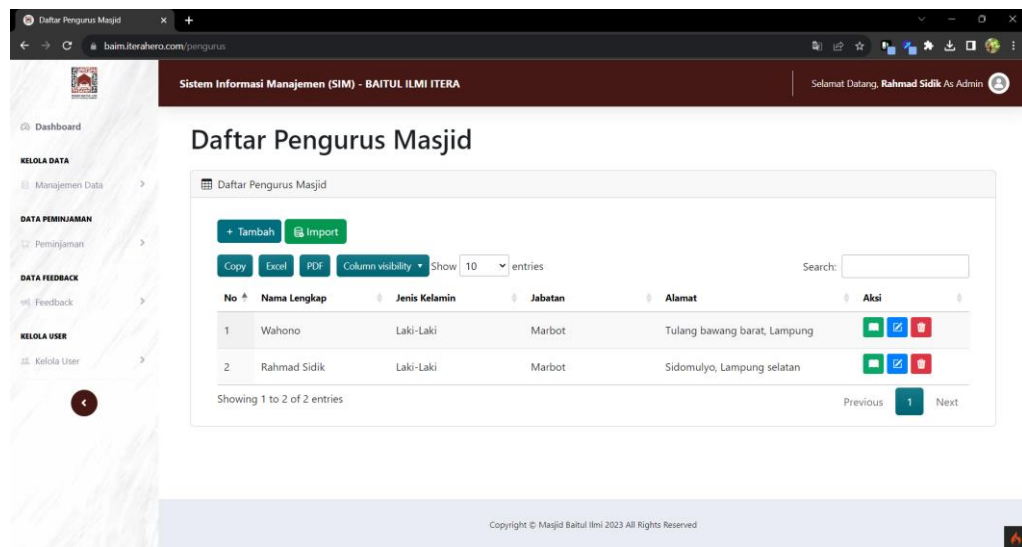 Daftar Pengurus Masjid
baim.iterahero.com/pengurus
Sistem Informasi Manajemen (SIM) - BAITUL ILMI ITERA
Selamat Datang, Rahmad Sidik As Admin
Dashboard
KELOLA DATA
Manajemen Data
DATA PEMINJAMAN
Peminjaman
DATA FEEDBACK
Feedback
KELOLA USER
Kelola User
Daftar Pengurus Masjid
Daftar Pengurus Masjid
+ Tambah Import
Copy Excel PDF Column visibility Show 10 entries Search:
No Nama Lengkap Jenis Kelamin Jabatan Alamat Aksi
1 Wahono Laki-Laki Marbot Tulang bawang barat, Lampung
2 Rahmad Sidik Laki-Laki Marbot Sidomulyo, Lampung selatan
Showing 1 to 2 of 2 entries Previous 1 Next
Copyright © Masjid Baitul Ilmi 2023 All Rights Reserved